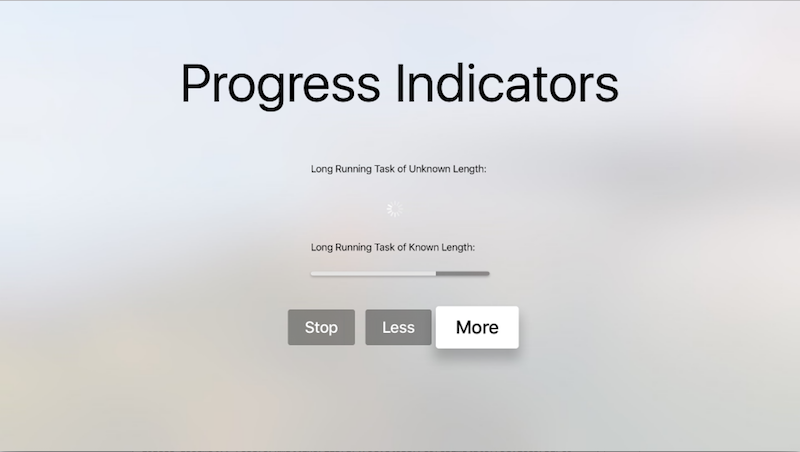 Progress Indicators
Long Running Task of Unknown Length:
Long Running Task of Known Length:
Stop Less More